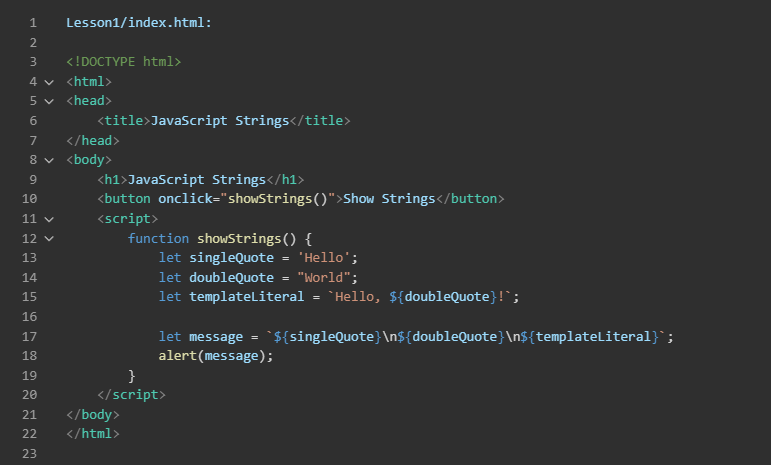 1 Lesson1/index.html:
2
3 <!DOCTYPE html>
4 <html>
5 <head>
6     <title>JavaScript Strings</title>
7 </head>
8 <body>
9     <h1>JavaScript Strings</h1>
10     <button onclick="showStrings()">Show Strings</button>
11     <script>
12         function showStrings() {
13             let singleQuote = 'Hello';
14             let doubleQuote = "World";
15             let templateLiteral = `Hello, ${doubleQuote}!`;
16
17             let message = `${singleQuote}\n${doubleQuote}\n${templateLiteral}`;
18             alert(message);
19         }
20     </script>
21 </body>
22 </html>
23